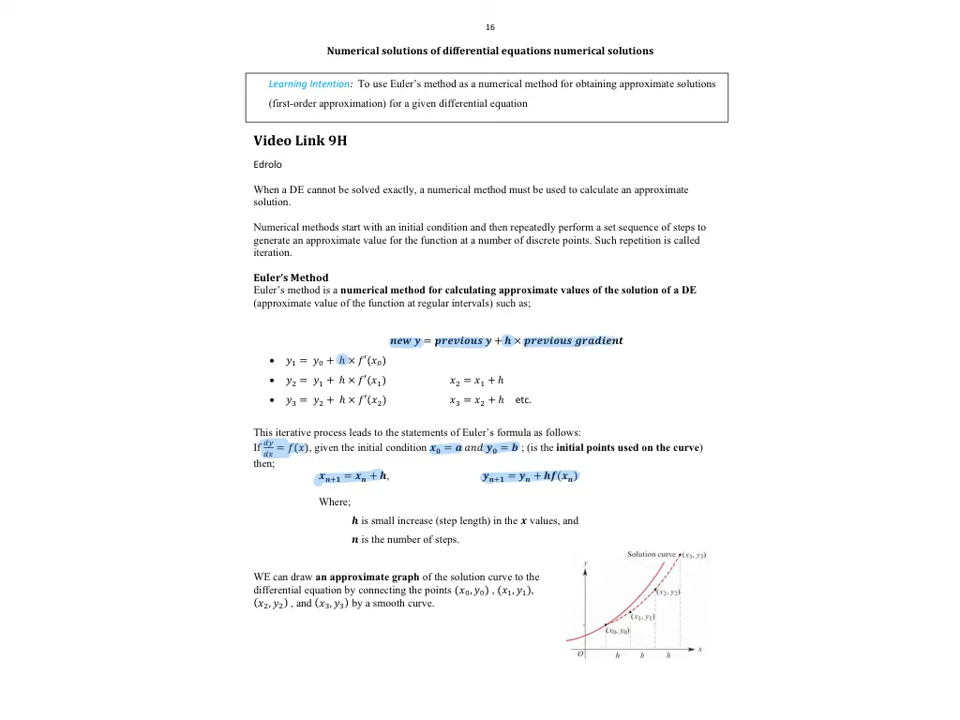 16
Numerical solutions of differential equations numerical solutions
Learning Intention: To use Euler's method as a numerical method for obtaining approximate solutions
(first-order approximation) for a given differential equation
Video Link 9H
Edrolo
When a DE cannot be solved exactly, a numerical method must be used to calculate an approximate
solution.
Numerical methods start with an initial condition and then repeatedly perform a set sequence of steps to
generate an approximate value for the function at a number of discrete points. Such repetition is called
iteration.
Euler's Method
Euler's method is a numerical method for calculating approximate values of the solution of a DE
(approximate value of the function at regular intervals) such as;
new y = previous y + h × previous gradient
• y₁ = y₀ + h × f′(x₀)
• y₂ = y₁ + h × f′(x₁) x₂ = x₁ + h
• y₃ = y₂ + h × f′(x₂) x₃ = x₂ + h etc.
This iterative process leads to the statements of Euler's formula as follows:
If dy/dx = f(x), given the initial condition x₀ = a and y₀ = b ; (is the initial points used on the curve)
then;
xₙ₊₁ = xₙ + h, yₙ₊₁ = yₙ + hf(xₙ)
Where;
h is small increase (step length) in the x values, and
n is the number of steps.
WE can draw an approximate graph of the solution curve to the
differential equation by connecting the points (x₀, y₀) , (x₁, y₁),
(x₂, y₂) , and (x₃, y₃) by a smooth curve.
Solution curve (x₃, y₃)
y
(x₂, y₂)
(x₁, y₁)
(x₀, y₀)
O h h h x